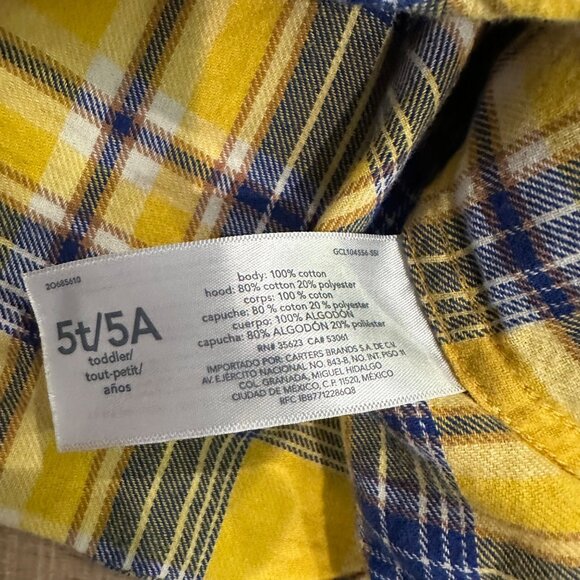 2O685610
GCL104556-SSI
5t/5A
toddler/
tout-petit/
años
body: 100% cotton
hood: 80% cotton 20% polyester
corps: 100 % coton
capuche: 80 % coton 20 % polyester
cuerpo: 100% ALGODÓN
capucha: 80% ALGODÓN 20% poliéster
RN# 35623 CA# 53061
IMPORTADO POR: CARTERS BRANDS S.A. DE C.V.
AV. EJÉRCITO NACIONAL NO. 843-B, NO. INT. PISO 11
COL. GRANADA, MIGUEL HIDALGO
CIUDAD DE MÉXICO, C.P. 11520, MÉXICO
RFC IBB7712286Q8